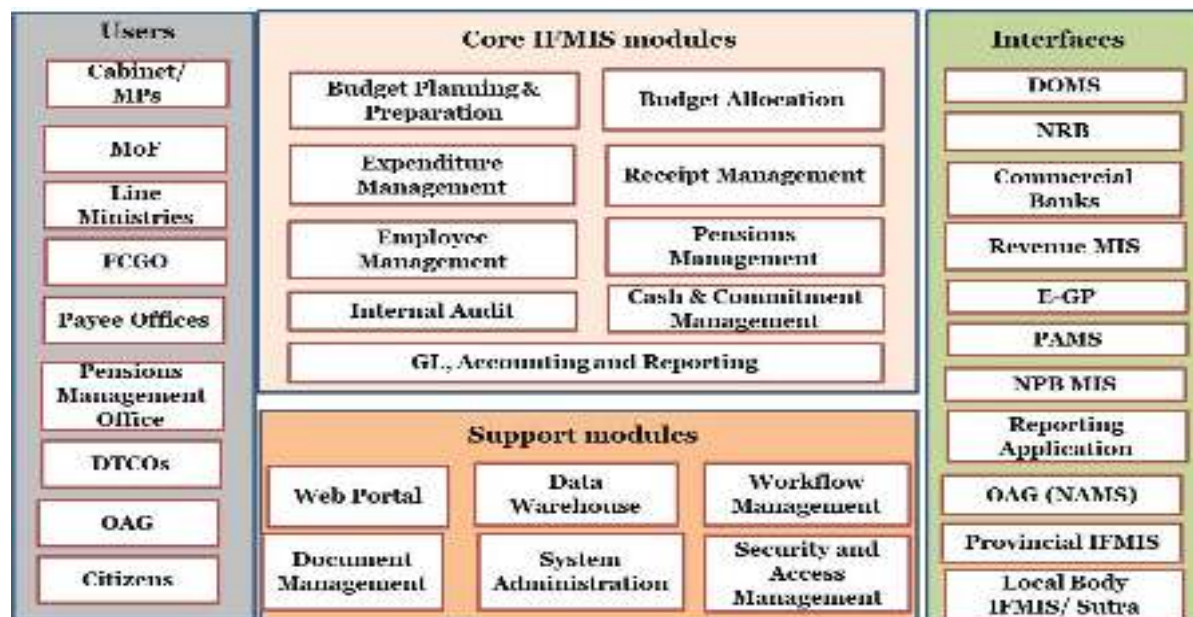 Users
Cabinet/
MPs
MoF
Line
Ministries
FCGO
Payee Offices
Pensions
Management
Office
DTCOs
OAG
Citizens
Core IFMIS modules
Budget Planning &
Preparation
Budget Allocation
Expenditure
Management
Receipt Management
Employee
Management
Pensions
Management
Internal Audit
Cash & Commitment
Management
GL, Accounting and Reporting
Support modules
Web Portal
Data
Warehouse
Workflow
Management
Document
Management
System
Administration
Security and
Access
Management
Interfaces
DOMS
NRB
Commercial
Banks
Revenue MIS
E-GP
PAMS
NPB MIS
Reporting
Application
OAG (NAMS)
Provincial IFMIS
Local Body
IFMIS/ Sutra